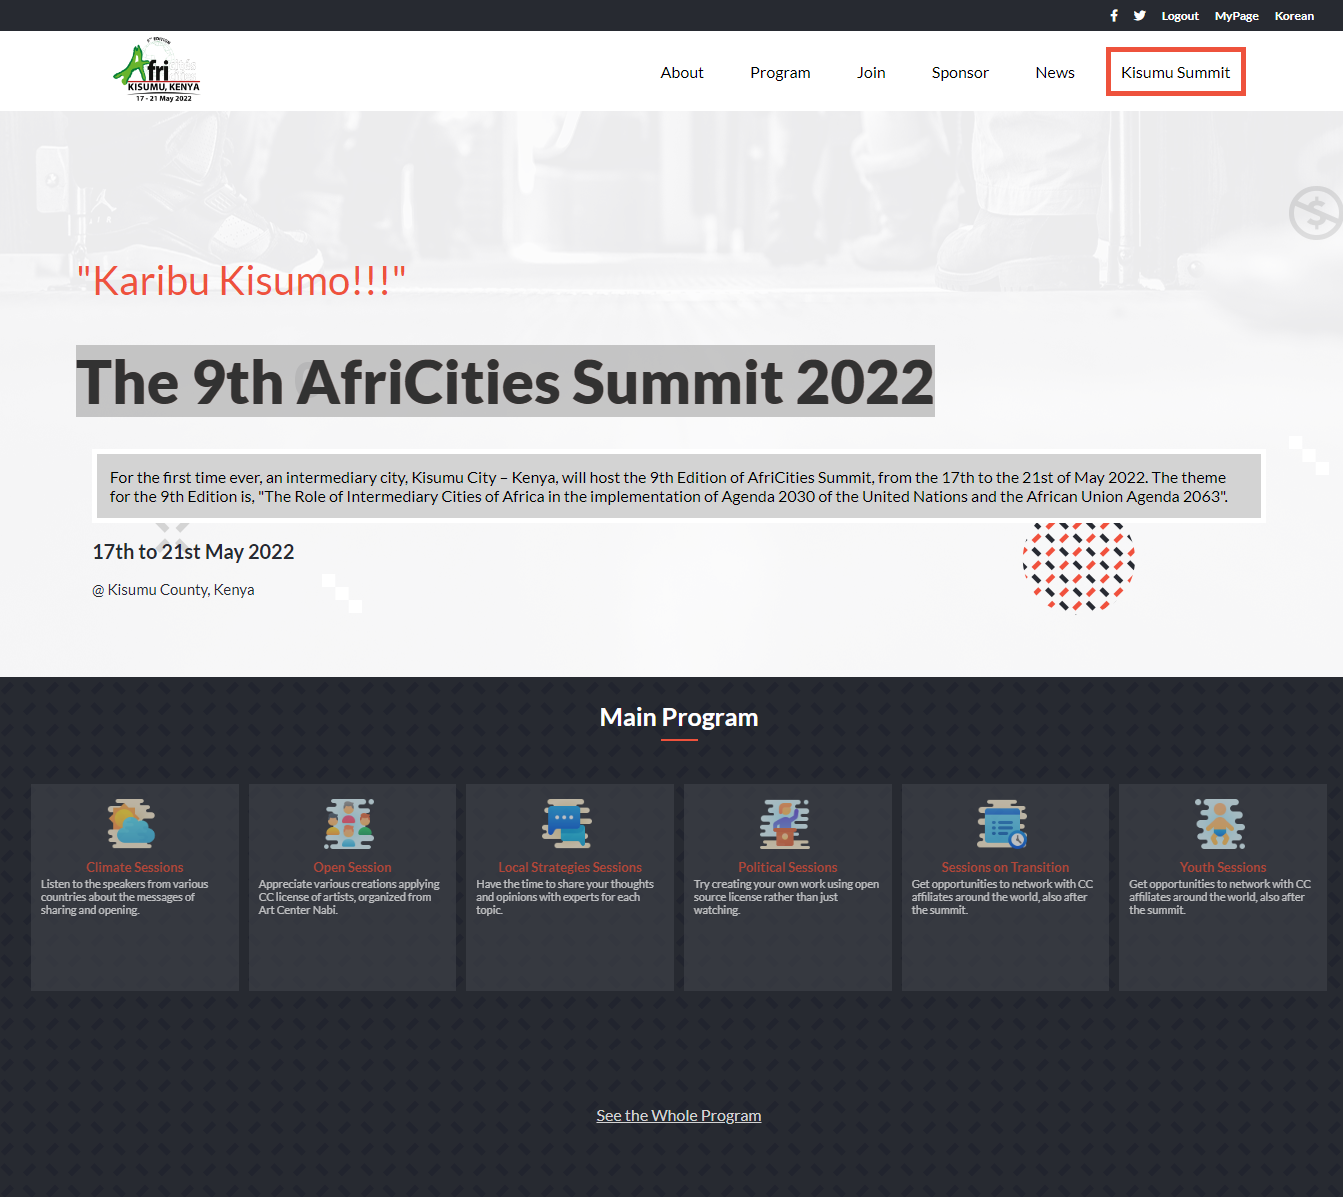 Logout MyPage Korean
9TH EDITION
Afri
KISUMU, KENYA
17 - 21 May 2022
About Program Join Sponsor News Kisumu Summit
"Karibu Kisumo!!!"
The 9th AfriCities Summit 2022
For the first time ever, an intermediary city, Kisumu City – Kenya, will host the 9th Edition of AfriCities Summit, from the 17th to the 21st of May 2022. The theme
for the 9th Edition is, "The Role of Intermediary Cities of Africa in the implementation of Agenda 2030 of the United Nations and the African Union Agenda 2063".
17th to 21st May 2022
@ Kisumu County, Kenya
Main Program
Climate Sessions
Listen to the speakers from various
countries about the messages of
sharing and opening.
Open Session
Appreciate various creations applying
CC license of artists, organized from
Art Center Nabi.
Local Strategies Sessions
Have the time to share your thoughts
and opinions with experts for each
topic.
Political Sessions
Try creating your own work using open
source license rather than just
watching.
Sessions on Transition
Get opportunities to network with CC
affiliates around the world, also after
the summit.
Youth Sessions
Get opportunities to network with CC
affiliates around the world, also after
the summit.
See the Whole Program